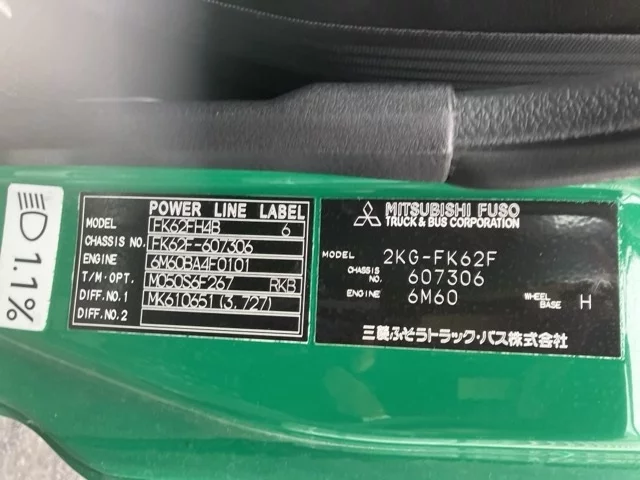 1.1%
POWER LINE LABEL
MODEL FK62FH4B 6
CHASSIS NO. FK62F-607306
ENGINE 6M60BA4F0101
T/M·OPT. M050S6F267 RKB
DIFF. NO.1 MK610651(3.727)
DIFF. NO.2
MITSUBISHI FUSO
TRUCK & BUS CORPORATION
MODEL 2KG-FK62F
CHASSIS NO. 607306
ENGINE 6M60 WHEEL BASE H
三菱ふそうトラック・バス株式会社